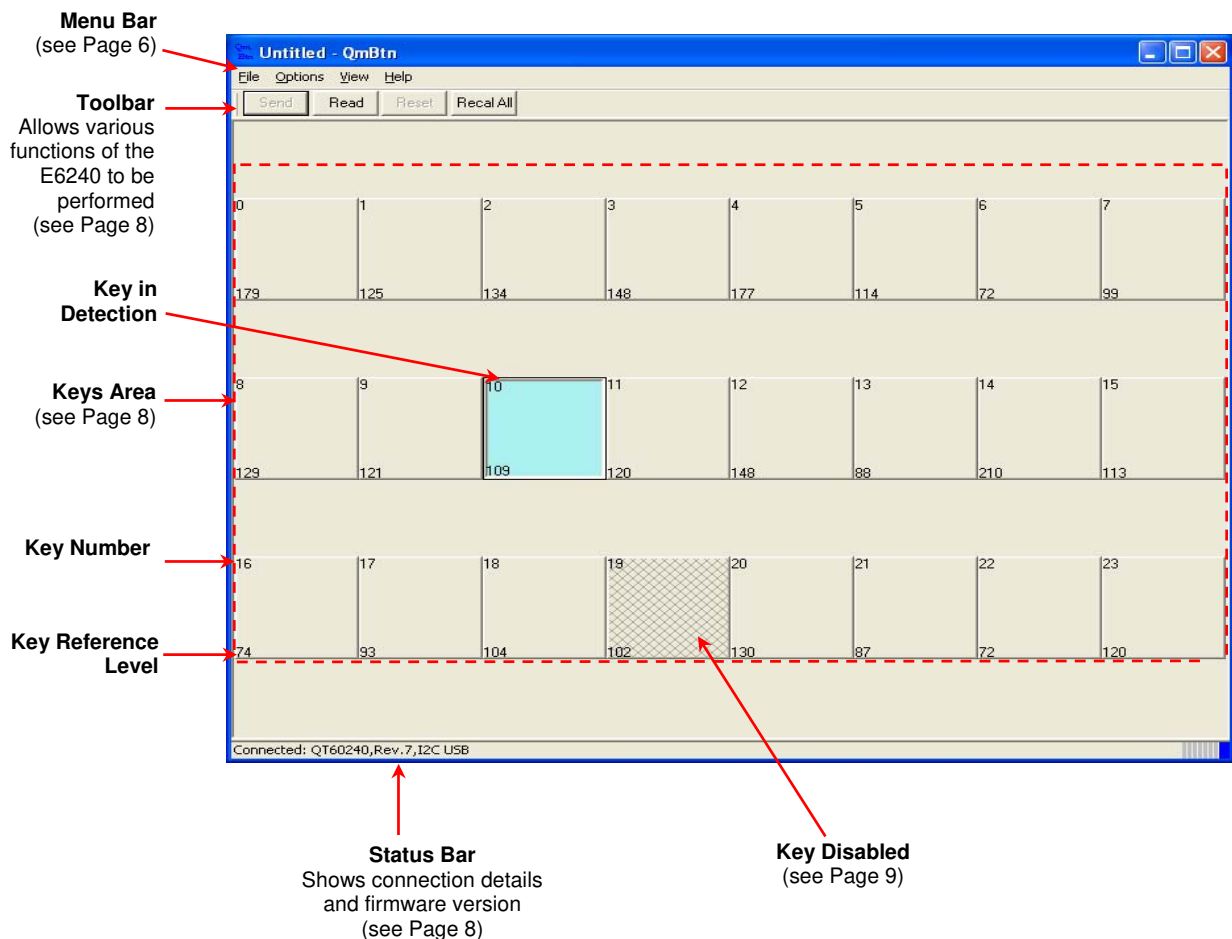 Menu Bar
(see Page 6)
Untitled - QmBtn
File Options View Help
Toolbar
Allows various
functions of the
E6240 to be
performed
(see Page 8)
Send Read Reset Recal All
0 1 2 3 4 5 6 7
179 125 134 148 177 114 72 99
Key in
Detection
Keys Area
(see Page 8)
8 9 10 11 12 13 14 15
129 121 109 120 148 88 210 113
Key Number
16 17 18 19 20 21 22 23
Key Reference
Level
74 93 104 102 130 87 72 120
Connected: QT60240,Rev.7,I2C USB
Status Bar
Shows connection details
and firmware version
(see Page 8)
Key Disabled
(see Page 9)